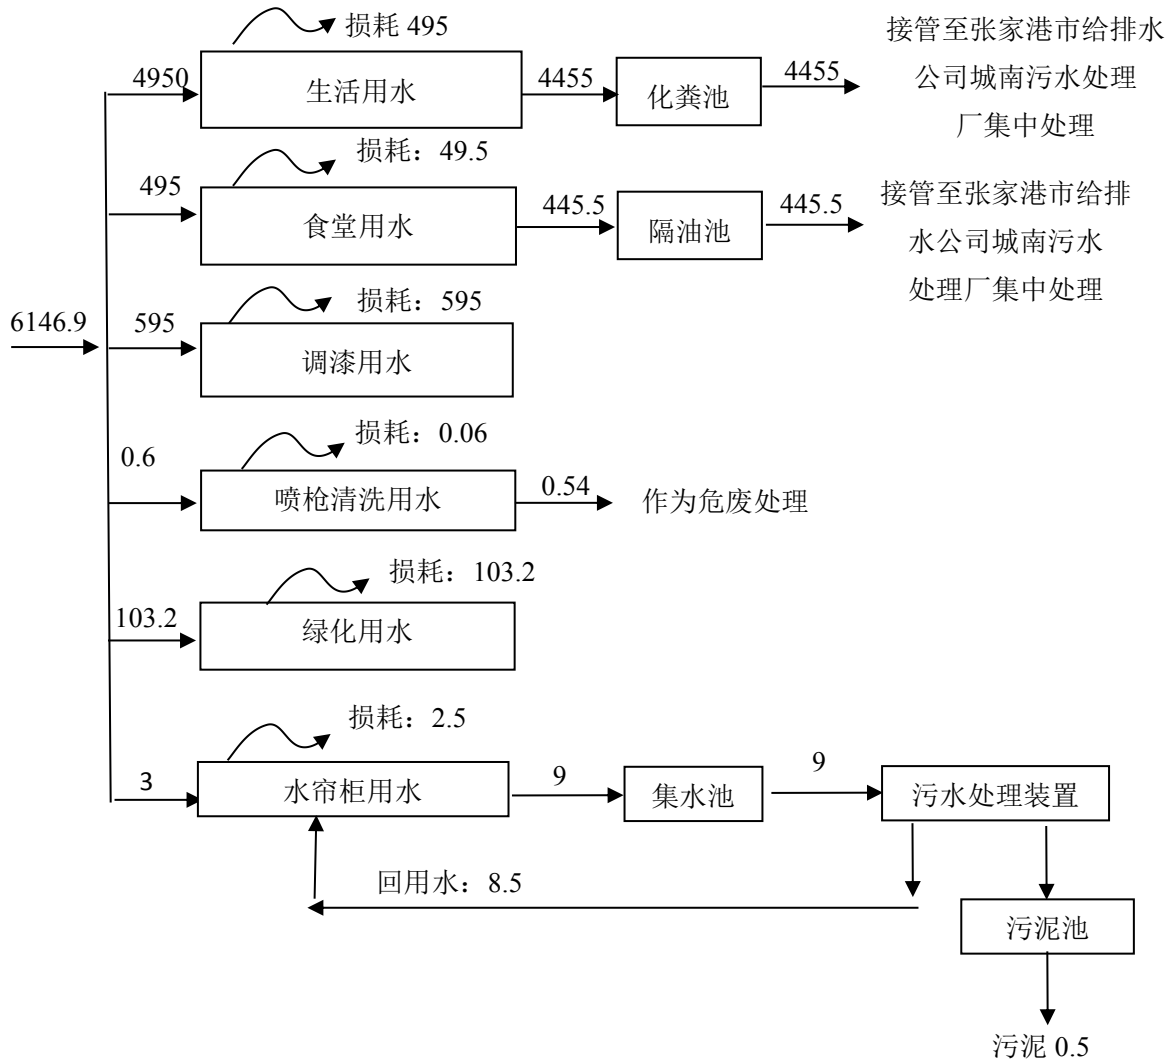 损耗 495
接管至张家港市给排水
公司城南污水处理
厂集中处理
4950
生活用水
4455
化粪池
4455
损耗：49.5
495
食堂用水
445.5
隔油池
445.5
接管至张家港市给排
水公司城南污水
处理厂集中处理
6146.9
损耗：595
595
调漆用水
损耗：0.06
0.6
喷枪清洗用水
0.54
作为危废处理
损耗：103.2
103.2
绿化用水
损耗：2.5
3
水帘柜用水
9
集水池
9
污水处理装置
回用水：8.5
污泥池
污泥 0.5